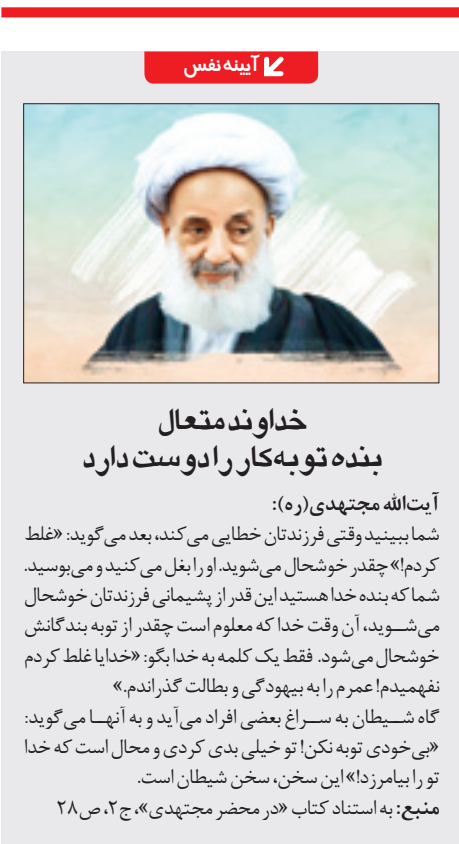 آیینه نفس
خداوند متعال
بنده توبه‌کار را دوست دارد
آیت‌الله مجتهدی(ره):
شما ببینید وقتی فرزندتان خطایی می‌کند، بعد می‌گوید: «غلط
کردم!» چقدر خوشحال می‌شوید. او را بغل می‌کنید و می‌بوسید.
شما که بنده خدا هستید این قدر از پشیمانی فرزندتان خوشحال
می‌شــوید، آن وقت خدا که معلوم است چقدر از توبه بندگانش
خوشحال می‌شود. فقط یک کلمه به خدا بگو: «خدایا غلط کردم
نفهمیدم! عمرم را به بیهودگی و بطالت گذراندم.»
گاه شــیطان به ســراغ بعضی افراد می‌آید و به آنهــا می‌گوید:
«بی‌خودی توبه نکن! تو خیلی بدی کردی و محال است که خدا
تو را بیامرزد!» این سخن، سخن شیطان است.
منبع: به استناد کتاب «در محضر مجتهدی»، ج۲، ص۲۸